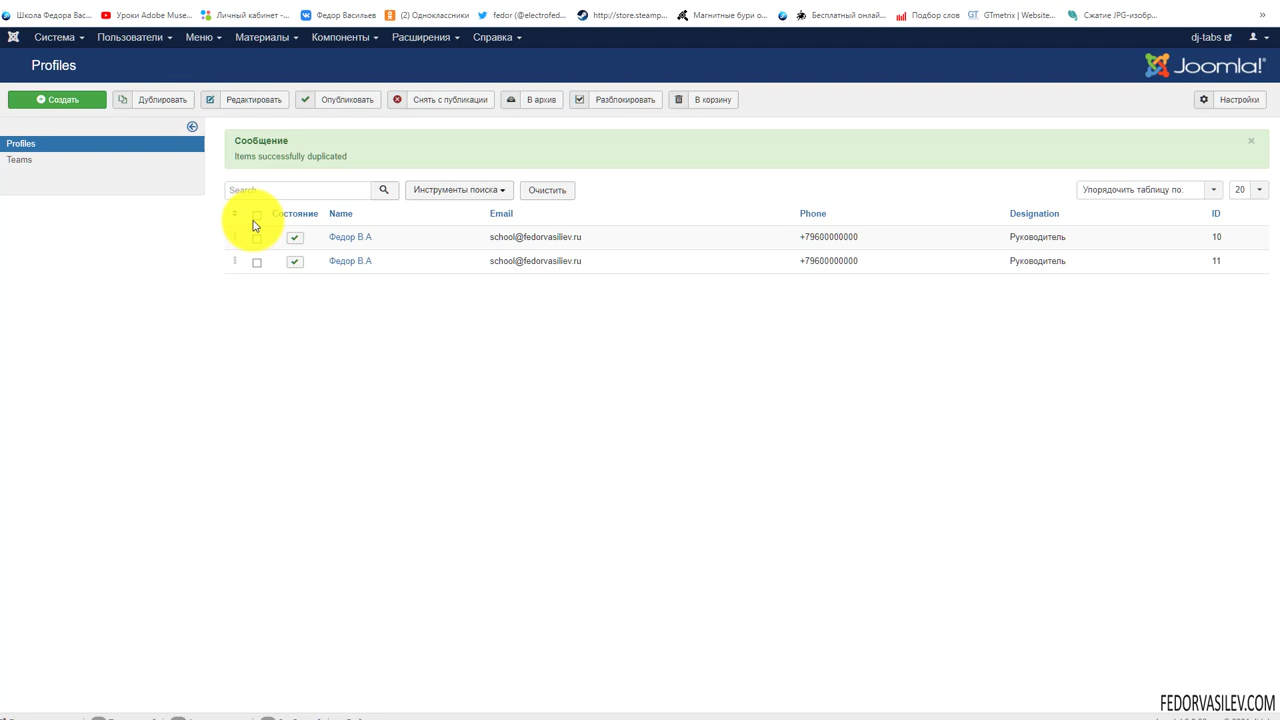 Школа Федора Вас... Уроки Adobe Muse... Личный кабинет -... Федор Васильев (2) Одноклассники fedor (@electrofed... http://store.steamp... Магнитные бури о... Бесплатный онлай... Подбор слов GTmetrix | Website... Сжатие JPG-изобр... »
Система Пользователи Меню Материалы Компоненты Расширения Справка dj-tabs
Profiles Joomla!
Создать Дублировать Редактировать Опубликовать Снять с публикации В архив Разблокировать В корзину Настройки
Profiles
Teams
Сообщение ×
Items successfully duplicated
Search Инструменты поиска Очистить Упорядочить таблицу по: 20
Состояние Name Email Phone Designation ID
Федор В.А school@fedorvasiliev.ru +79600000000 Руководитель 10
Федор В.А school@fedorvasiliev.ru +79600000000 Руководитель 11
FEDORVASILEV.COM